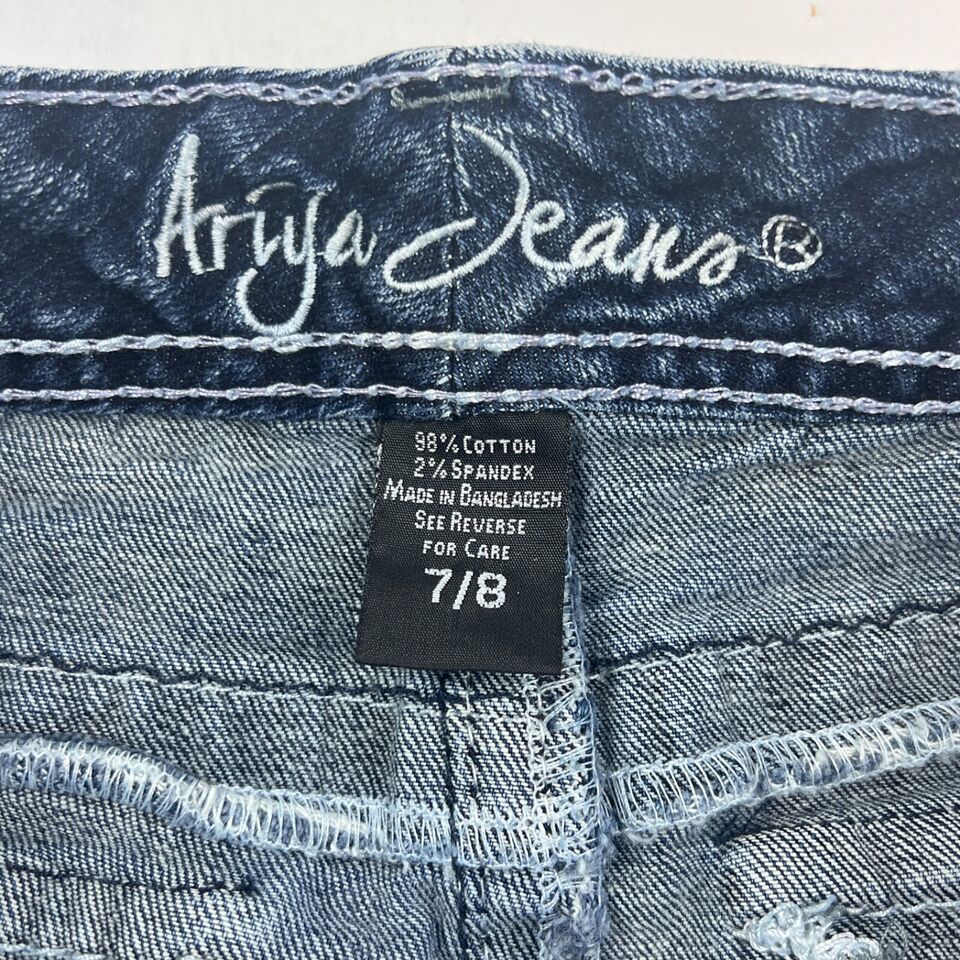 Ariya Jeans®
98% COTTON
2% SPANDEX
MADE IN BANGLADESH
SEE REVERSE
FOR CARE
7/8